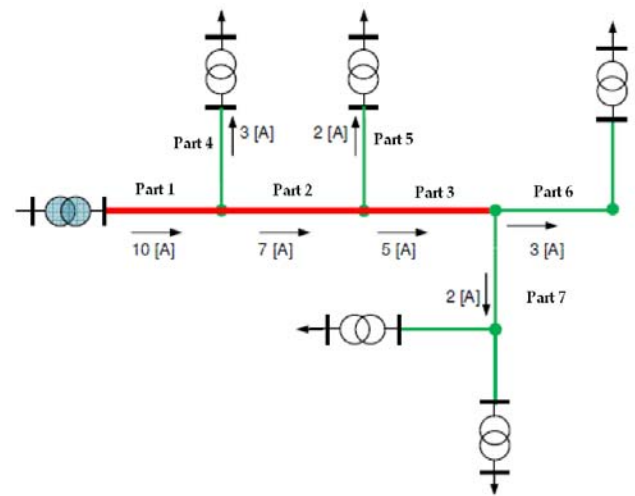 Part 4
3 [A]
2 [A]
Part 5
Part 1
Part 2
Part 3
Part 6
10 [A]
7 [A]
5 [A]
3 [A]
2 [A]
Part 7